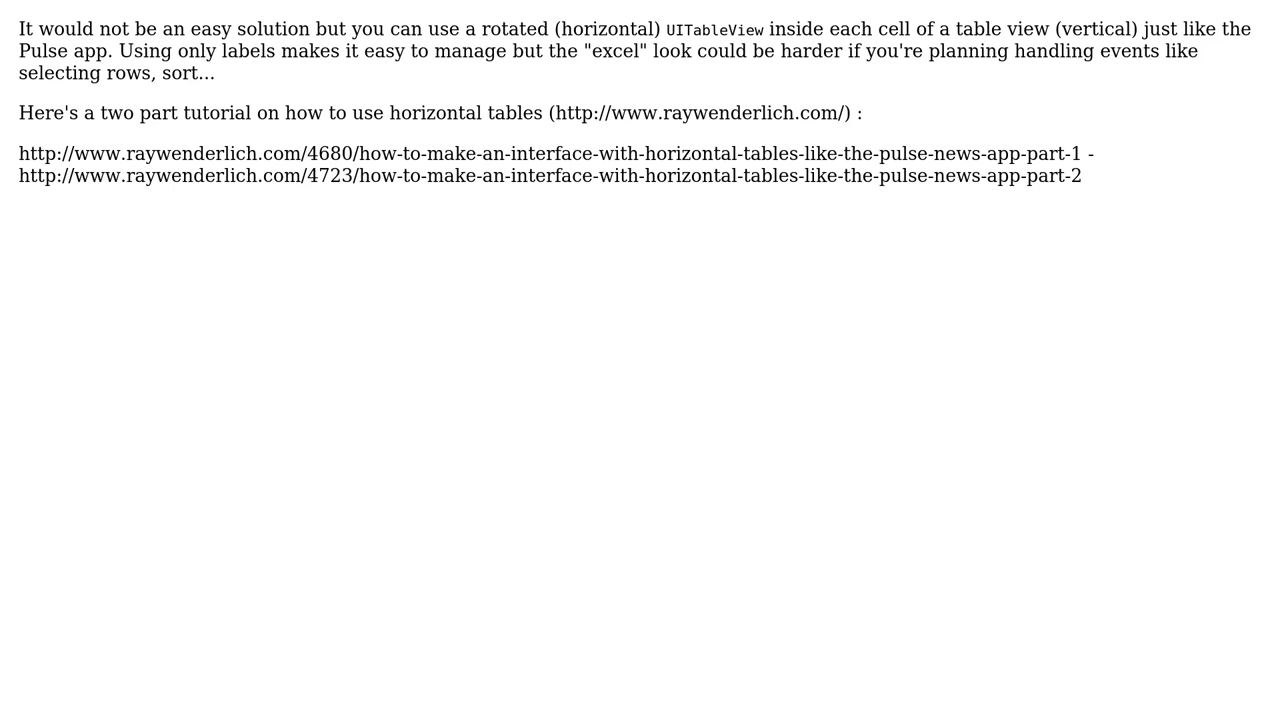 It would not be an easy solution but you can use a rotated (horizontal) UITableView inside each cell of a table view (vertical) just like the
Pulse app. Using only labels makes it easy to manage but the "excel" look could be harder if you're planning handling events like
selecting rows, sort...
Here's a two part tutorial on how to use horizontal tables (http://www.raywenderlich.com/) :
http://www.raywenderlich.com/4680/how-to-make-an-interface-with-horizontal-tables-like-the-pulse-news-app-part-1 -
http://www.raywenderlich.com/4723/how-to-make-an-interface-with-horizontal-tables-like-the-pulse-news-app-part-2